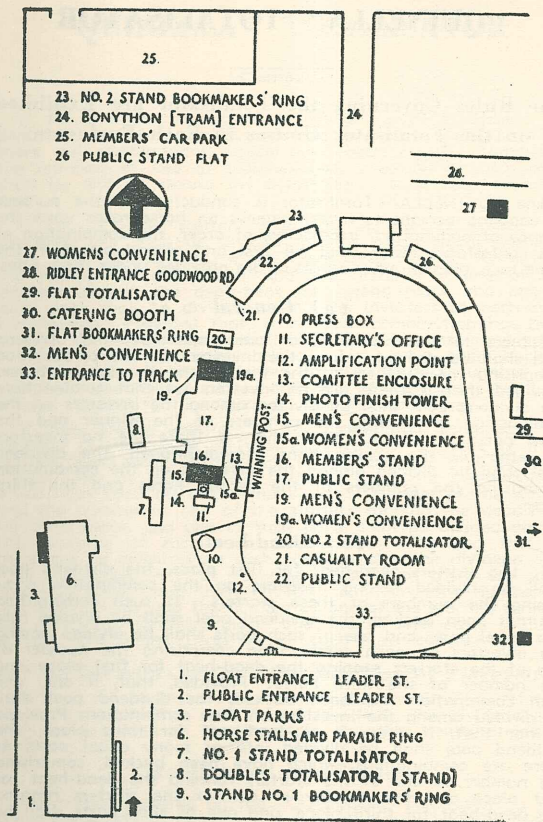 25.
23. NO. 2 STAND BOOKMAKERS' RING
24. BONYTHON [TRAM] ENTRANCE
25. MEMBERS' CAR PARK
26 PUBLIC STAND FLAT
24.
28.
27
23.
22.
26.
21.
27. WOMENS CONVENIENCE
28. RIDLEY ENTRANCE GOODWOOD RD
29. FLAT TOTALISATOR
30. CATERING BOOTH
31. FLAT BOOKMAKERS' RING
32. MEN'S CONVENIENCE
33. ENTRANCE TO TRACK
20.
19.
19a.
17.
8.
16.
13.
15.
15a.
7.
14.
11.
WINNING POST
10. PRESS BOX
11. SECRETARY'S OFFICE
12. AMPLIFICATION POINT
13. COMITTEE ENCLOSURE
14. PHOTO FINISH TOWER
15. MEN'S CONVENIENCE
15a. WOMEN'S CONVENIENCE
16. MEMBERS' STAND
17. PUBLIC STAND
19. MEN'S CONVENIENCE
19a. WOMEN'S CONVENIENCE
20. NO. 2 STAND TOTALISATOR
21. CASUALTY ROOM
22. PUBLIC STAND
29.
30.
31.
32.
33.
3.
6.
10.
12.
9.
1. FLOAT ENTRANCE LEADER ST.
2. PUBLIC ENTRANCE LEADER ST.
3. FLOAT PARKS
6. HORSE STALLS AND PARADE RING
7. NO. 1 STAND TOTALISATOR
8. DOUBLES TOTALISATOR [STAND]
9. STAND NO. 1 BOOKMAKERS' RING
1.
2.